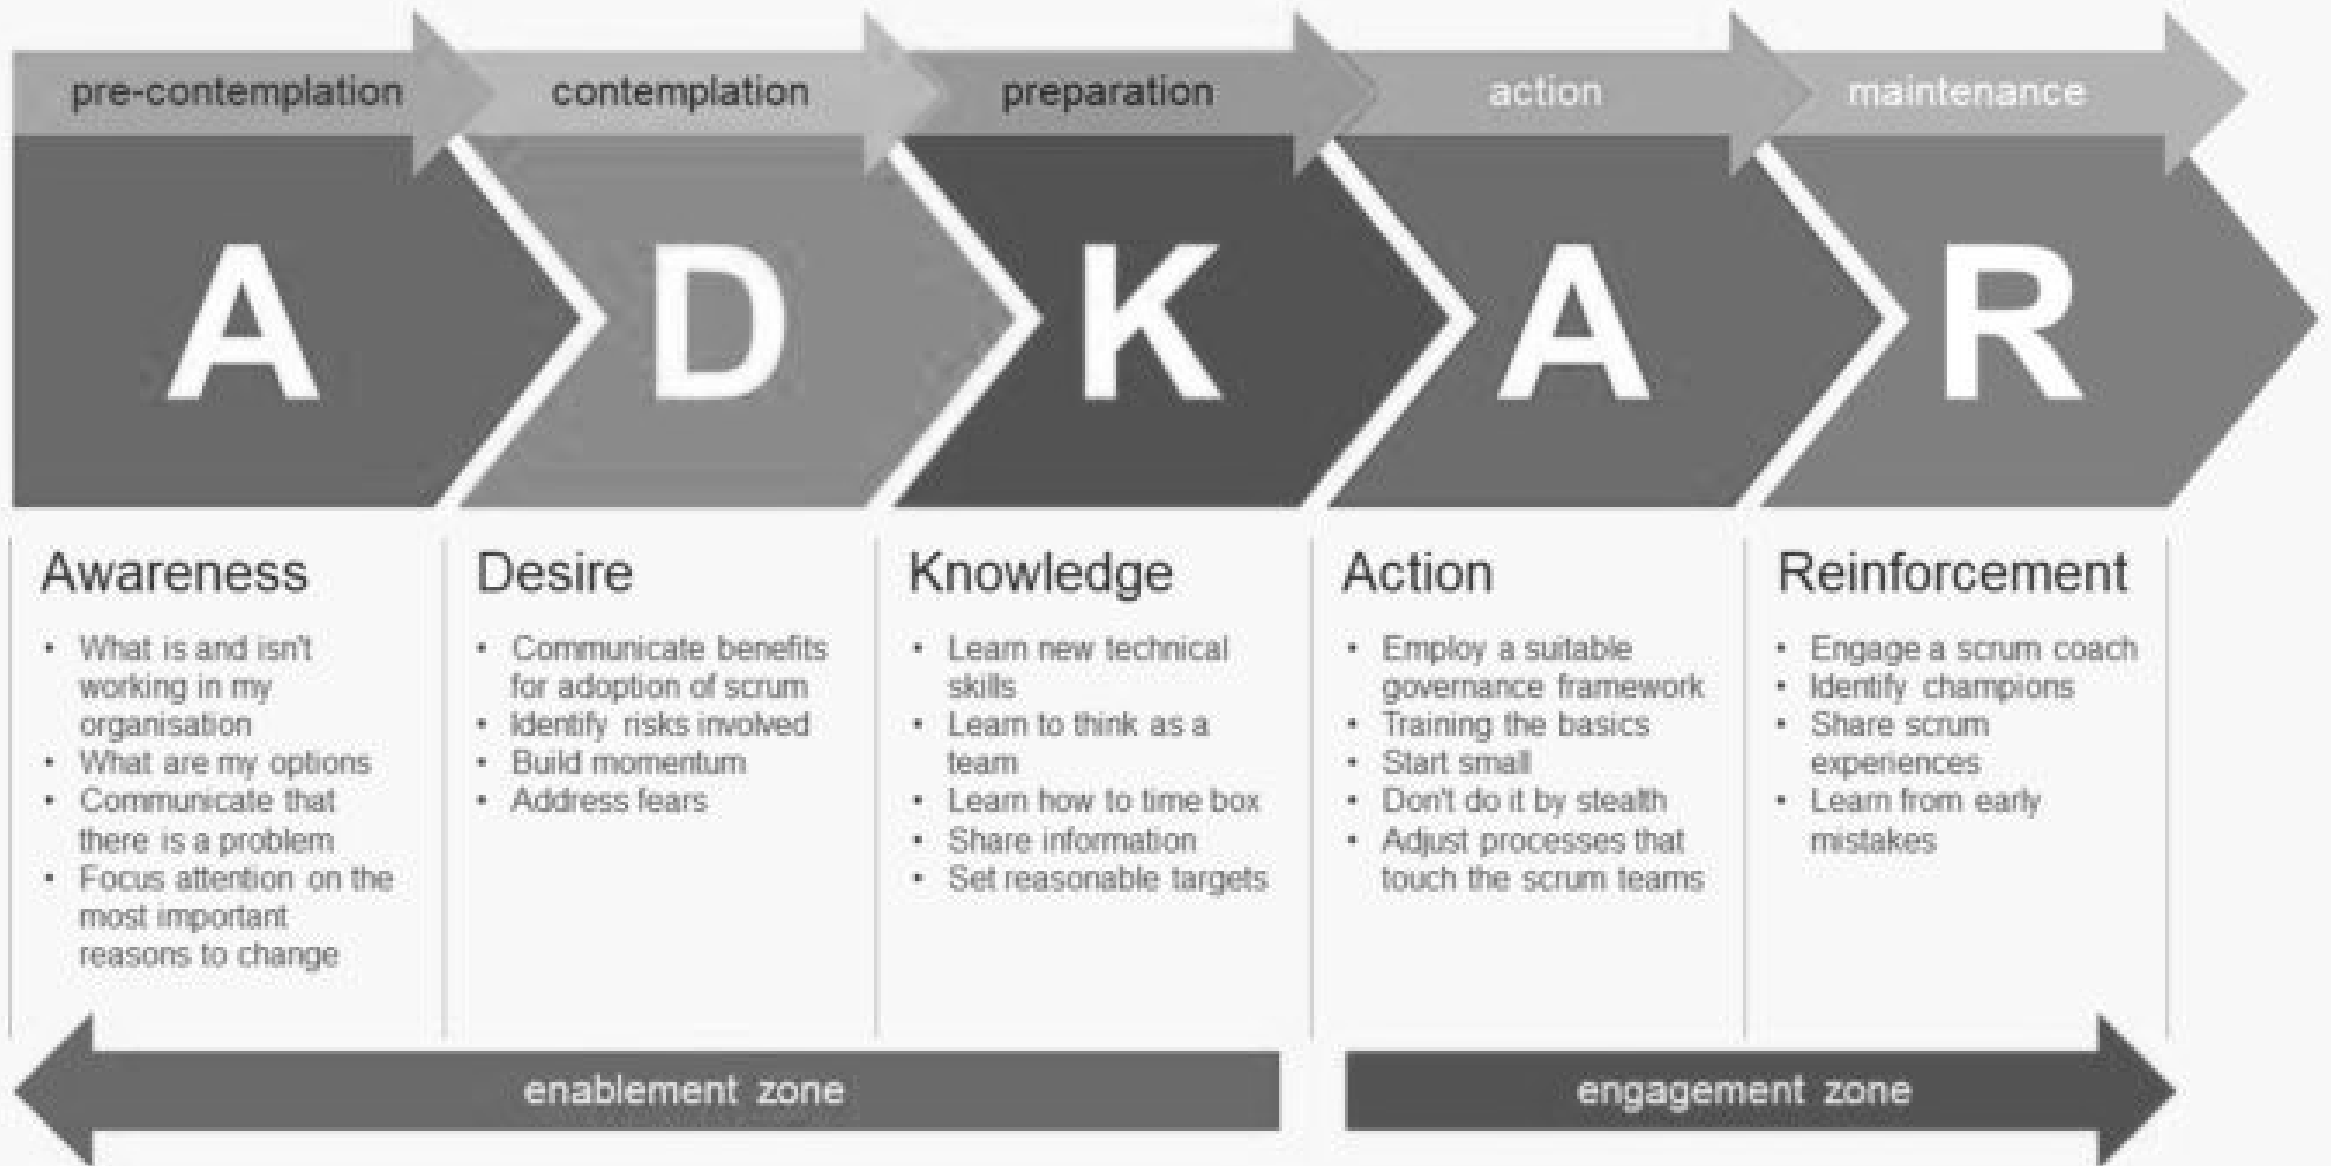 pre-contemplation
contemplation
preparation
action
maintenance
A
D
K
A
R
Awareness
• What is and isn't
working in my
organisation
• What are my options
• Communicate that
there is a problem
• Focus attention on the
most important
reasons to change
Desire
• Communicate benefits
for adoption of scrum
• Identify risks involved
• Build momentum
• Address fears
Knowledge
• Learn new technical
skills
• Learn to think as a
team
• Learn how to time box
• Share information
• Set reasonable targets
Action
• Employ a suitable
governance framework
• Training the basics
• Start small
• Don't do it by stealth
• Adjust processes that
touch the scrum teams
Reinforcement
• Engage a scrum coach
• Identify champions
• Share scrum
experiences
• Learn from early
mistakes
enablement zone
engagement zone